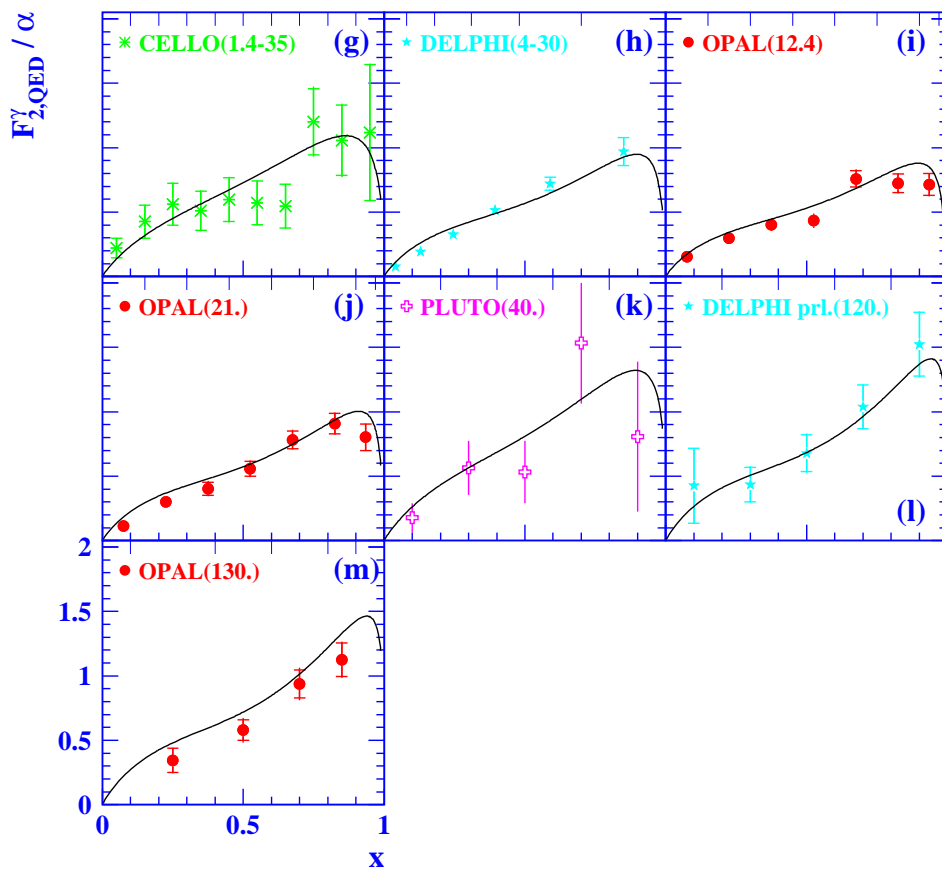 F₂,QED^γ / α
CELLO(1.4-35) (g)
DELPHI(4-30) (h)
OPAL(12.4) (i)
OPAL(21.) (j)
PLUTO(40.) (k)
DELPHI prl.(120.)
(l)
OPAL(130.) (m)
2
1.5
1
0.5
0
0 0.5 1
x